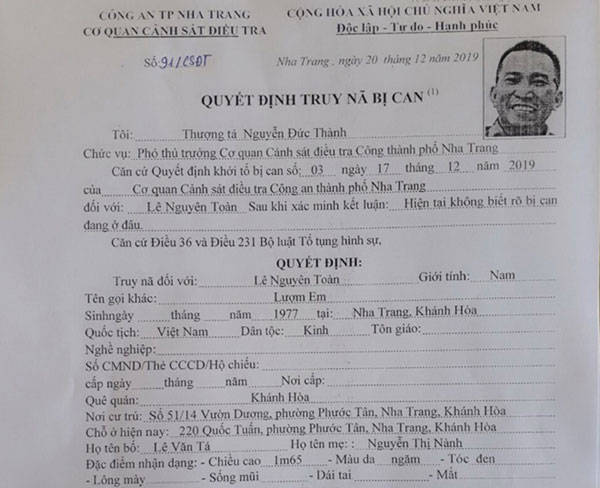 CÔNG AN TP NHA TRANG
CƠ QUAN CẢNH SÁT ĐIỀU TRA
CỘNG HÒA XÃ HỘI CHỦ NGHĨA VIỆT NAM
Độc lập - Tự do - Hạnh phúc
Số: 91/CSĐT
Nha Trang, ngày 20 tháng 12 năm 2019
QUYẾT ĐỊNH TRUY NÃ BỊ CAN (1)
Tôi: Thượng tá Nguyễn Đức Thành
Chức vụ: Phó thủ trưởng Cơ quan Cảnh sát điều tra Công thành phố Nha Trang
Căn cứ Quyết định khởi tố bị can số: 03 ngày 17 tháng 12 năm 2019
của Cơ quan Cảnh sát điều tra Công an thành phố Nha Trang
đối với: Lê Nguyên Toàn Sau khi xác minh kết luận: Hiện tại không biết rõ bị can
đang ở đâu.
Căn cứ Điều 36 và Điều 231 Bộ luật Tố tụng hình sự,
QUYẾT ĐỊNH:
Truy nã đối với: Lê Nguyên Toàn Giới tính: Nam
Tên gọi khác: Lượm Em
Sinhngày tháng năm 1977 tại: Nha Trang, Khánh Hòa
Quốc tịch: Việt Nam Dân tộc: Kinh Tôn giáo:
Nghề nghiệp:
Số CMND/Thẻ CCCD/Hộ chiếu:
cấp ngày tháng năm Nơi cấp:
Quê quán: Khánh Hòa
Nơi cư trú: Số 51/14 Vườn Dương, phường Phước Tân, Nha Trang, Khánh Hòa
Chỗ ở hiện nay: 220 Quốc Tuấn, phường Phước Tân, Nha Trang, Khánh Hòa
Họ tên bố: Lê Văn Tá Họ tên mẹ: Nguyễn Thị Nành
Đặc điểm nhận dạng: - Chiều cao 1m65 - Màu da ngăm - Tóc đen
- Lông mày - Sống mũi - Dái tai - Mắt